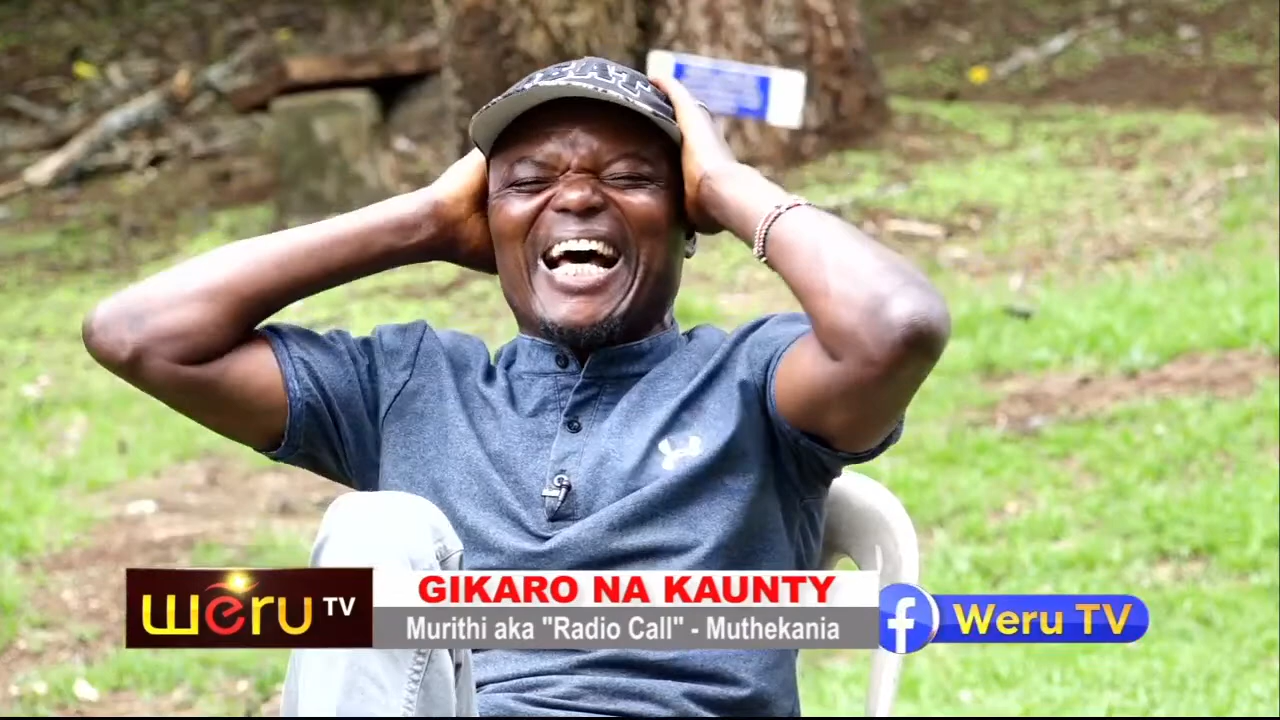 weru TV
GIKARO NA KAUNTY
Murithi aka "Radio Call" - Muthekania
f Weru TV